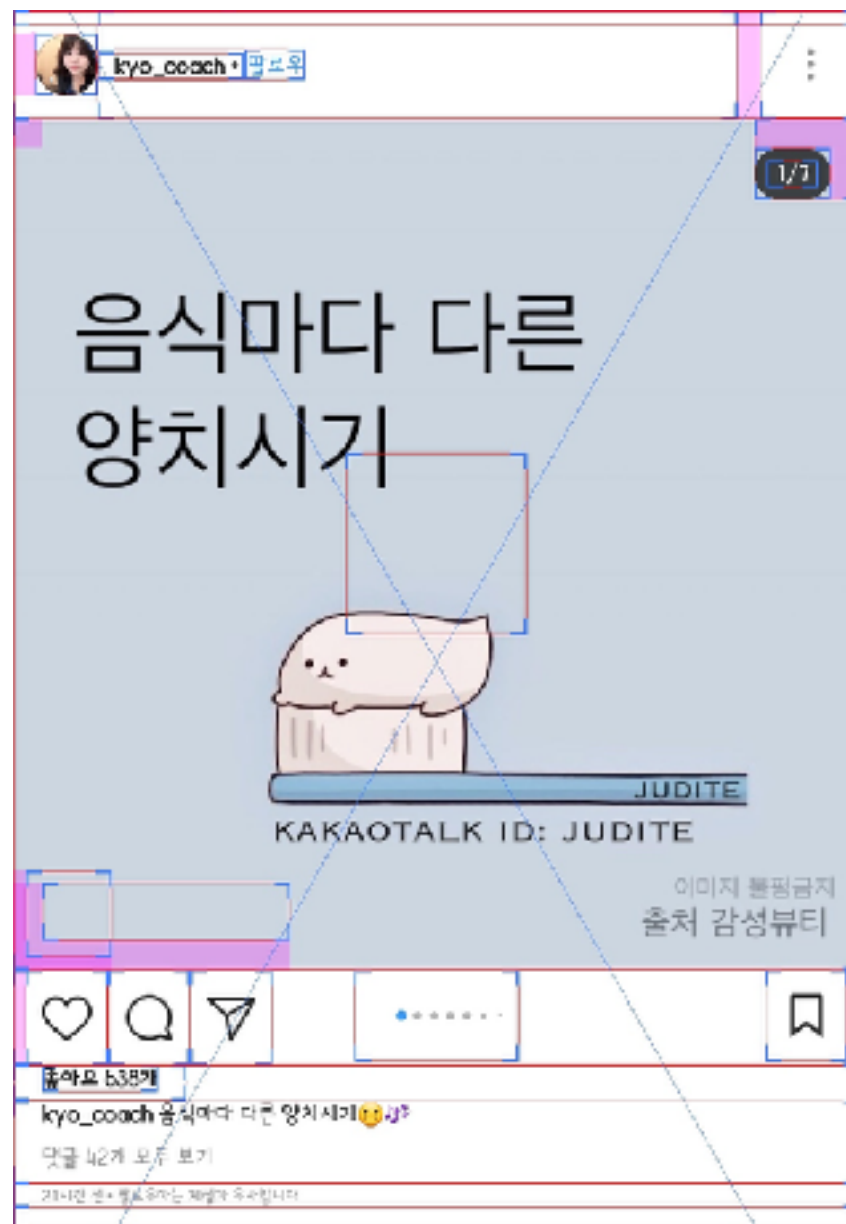 kyo_coach • 팔로우
1/7
음식마다 다른
양치시기
JUDITE
KAKAOTALK ID: JUDITE
이미지 불펌금지
출처 감성뷰티
좋아요 638개
kyo_coach 음식마다 다른 양치시기
댓글 42개 모두 보기